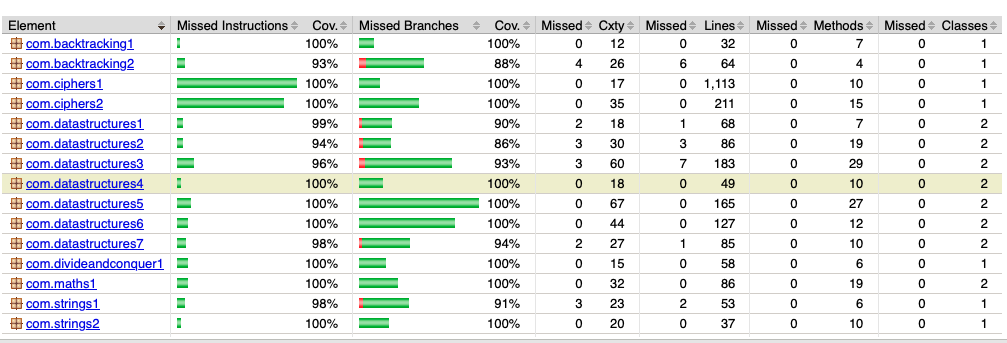 Element Missed Instructions Cov. Missed Branches Cov. Missed Cxty Missed Lines Missed Methods Missed Classes
com.backtracking1 100% 100% 0 12 0 32 0 7 0 1
com.backtracking2 93% 88% 4 26 6 64 0 4 0 1
com.ciphers1 100% 100% 0 17 0 1,113 0 10 0 1
com.ciphers2 100% 100% 0 35 0 211 0 15 0 1
com.datastructures1 99% 90% 2 18 1 68 0 7 0 2
com.datastructures2 94% 86% 3 30 3 86 0 19 0 2
com.datastructures3 96% 93% 3 60 7 183 0 29 0 2
com.datastructures4 100% 100% 0 18 0 49 0 10 0 2
com.datastructures5 100% 100% 0 67 0 165 0 27 0 2
com.datastructures6 100% 100% 0 44 0 127 0 12 0 2
com.datastructures7 98% 94% 2 27 1 85 0 10 0 2
com.divideandconquer1 100% 100% 0 15 0 58 0 6 0 1
com.maths1 100% 100% 0 32 0 86 0 19 0 2
com.strings1 98% 91% 3 23 2 53 0 6 0 1
com.strings2 100% 100% 0 20 0 37 0 10 0 1